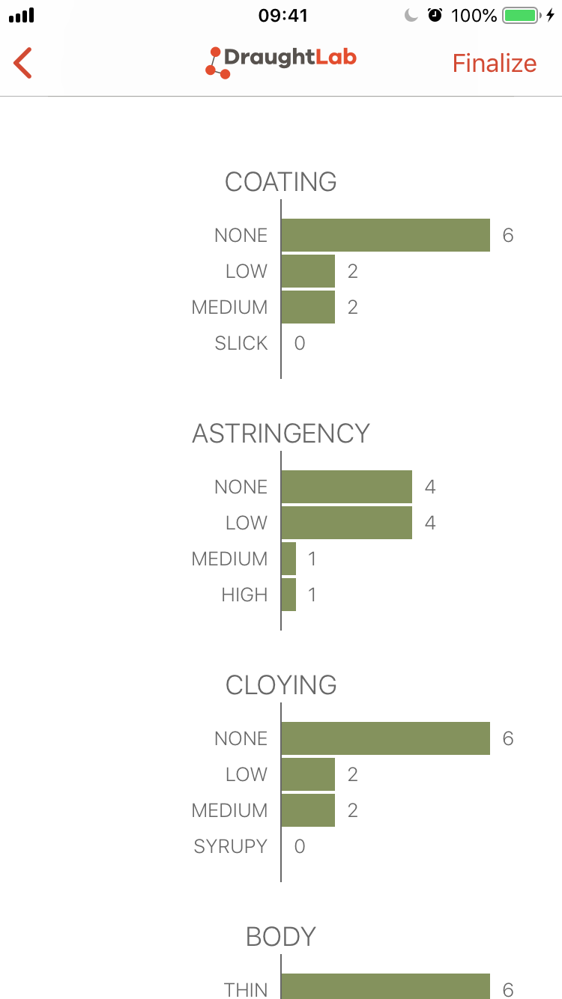 09:41
100%
DraughtLab
Finalize
COATING
NONE 6
LOW 2
MEDIUM 2
SLICK 0
ASTRINGENCY
NONE 4
LOW 4
MEDIUM 1
HIGH 1
CLOYING
NONE 6
LOW 2
MEDIUM 2
SYRUPY 0
BODY
THIN 6